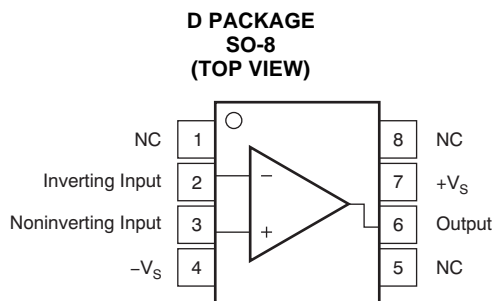 D PACKAGE
SO-8
(TOP VIEW)
NC 1 8 NC
Inverting Input 2 − 7 +VS
Noninverting Input 3 + 6 Output
−VS 4 5 NC